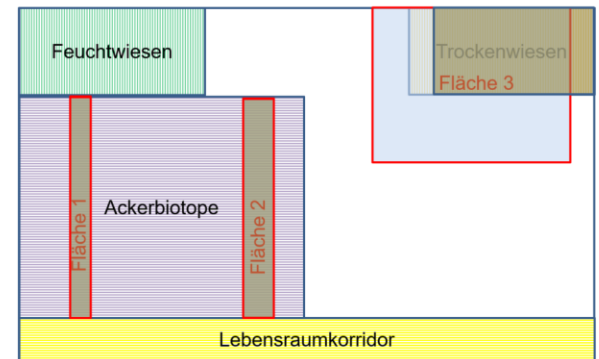 Feuchtwiesen
Trockenwiesen
Fläche 3
Fläche 1
Ackerbiotope
Fläche 2
Lebensraumkorridor